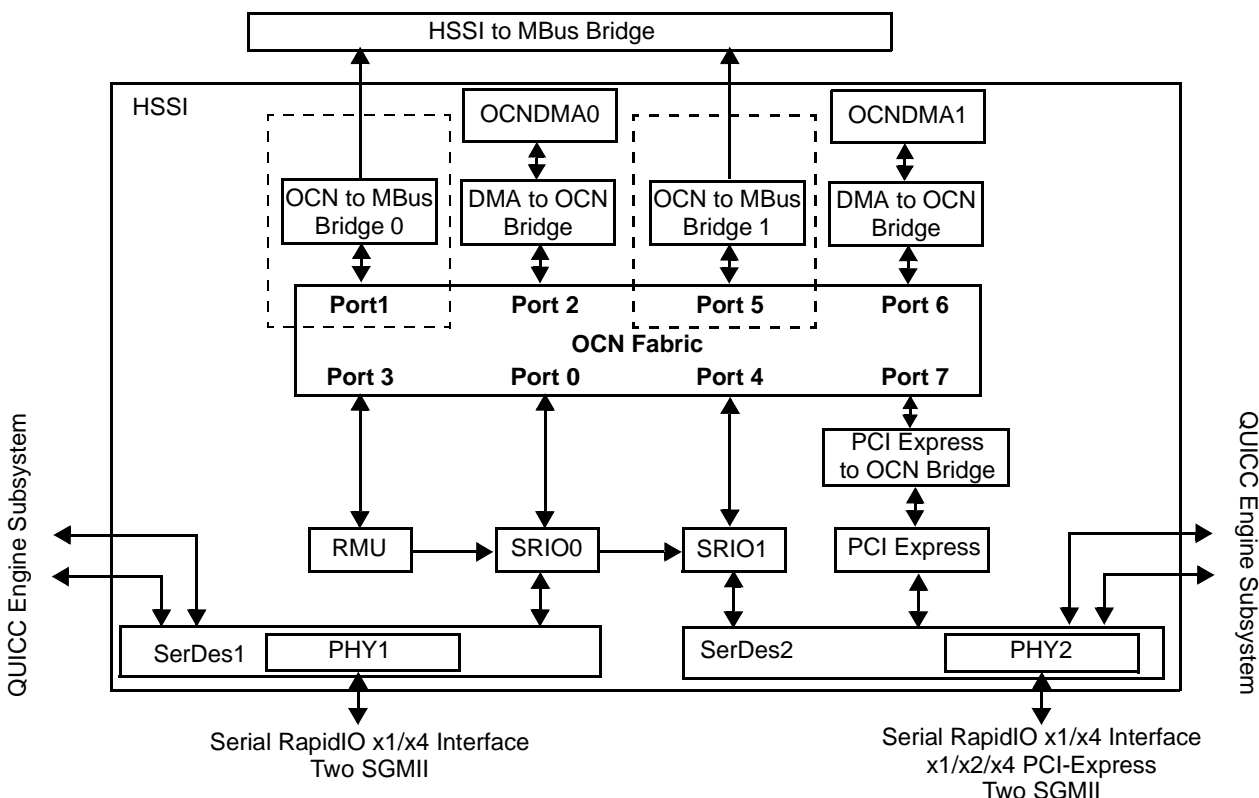 HSSI to MBus Bridge
HSSI
OCNDMA0
OCNDMA1
OCN to MBus
Bridge 0
DMA to OCN
Bridge
OCN to MBus
Bridge 1
DMA to OCN
Bridge
Port1
Port 2
Port 5
Port 6
OCN Fabric
Port 3
Port 0
Port 4
Port 7
PCI Express
to OCN Bridge
QUICC Engine Subsystem
QUICC Engine Subsystem
RMU
SRIO0
SRIO1
PCI Express
SerDes1
PHY1
SerDes2
PHY2
Serial RapidIO x1/x4 Interface
Two SGMII
Serial RapidIO x1/x4 Interface
x1/x2/x4 PCI-Express
Two SGMII